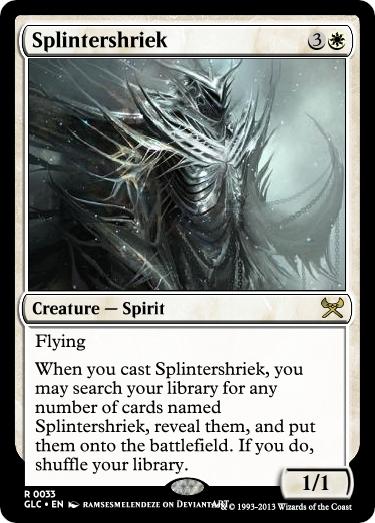 Splintershriek 3
Creature — Spirit
Flying
When you cast Splintershriek, you
may search your library for any
number of cards named
Splintershriek, reveal them, and put
them onto the battlefield. If you do,
shuffle your library.
1/1
R 0033
GLC • EN RAMSESMELENDEZE ON DEVIANTART & © 1993-2013 Wizards of the Coast